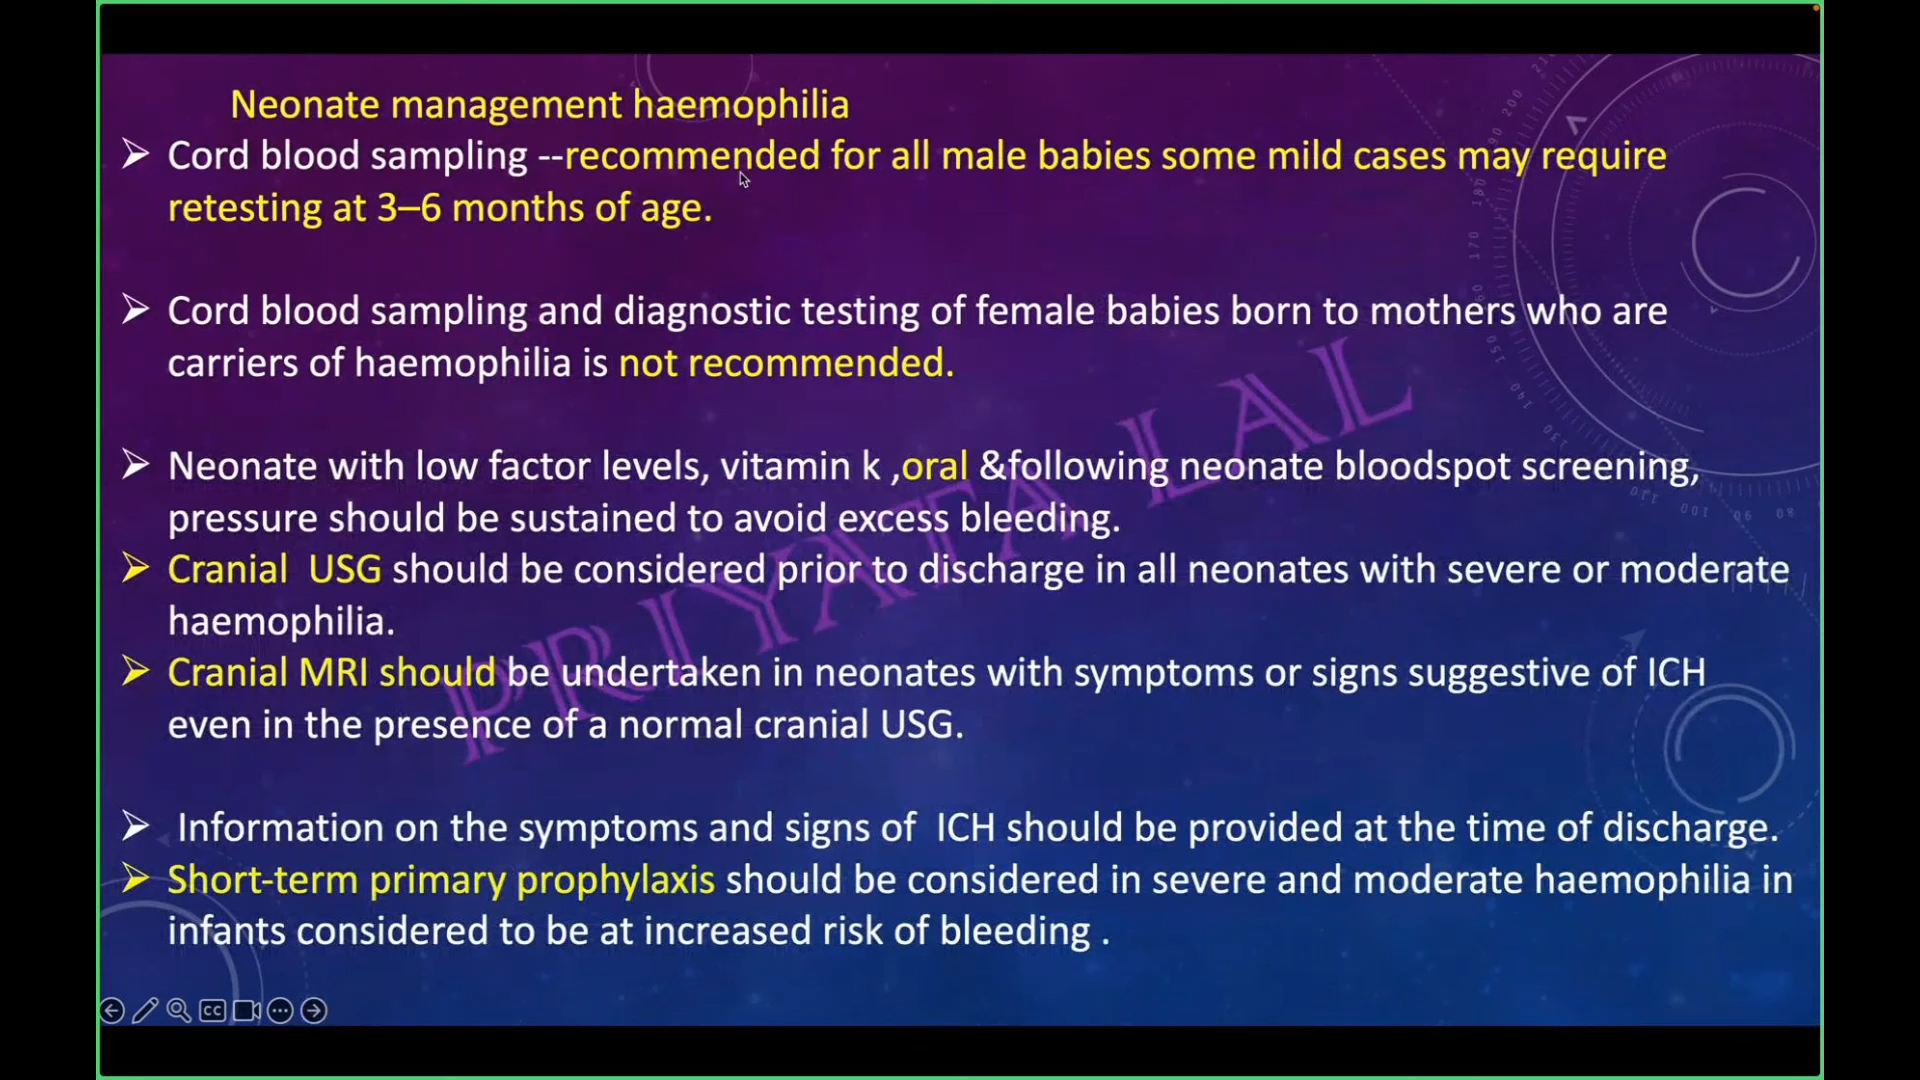 Neonate management haemophilia
➢ Cord blood sampling --recommended for all male babies some mild cases may require
retesting at 3–6 months of age.
➢ Cord blood sampling and diagnostic testing of female babies born to mothers who are
carriers of haemophilia is not recommended.
➢ Neonate with low factor levels, vitamin k ,oral &following neonate bloodspot screening,
pressure should be sustained to avoid excess bleeding.
➢ Cranial  USG should be considered prior to discharge in all neonates with severe or moderate
haemophilia.
➢ Cranial MRI should be undertaken in neonates with symptoms or signs suggestive of ICH
even in the presence of a normal cranial USG.
➢ Information on the symptoms and signs of  ICH should be provided at the time of discharge.
➢ Short-term primary prophylaxis should be considered in severe and moderate haemophilia in
infants considered to be at increased risk of bleeding .
PRIYATA LAL
CC